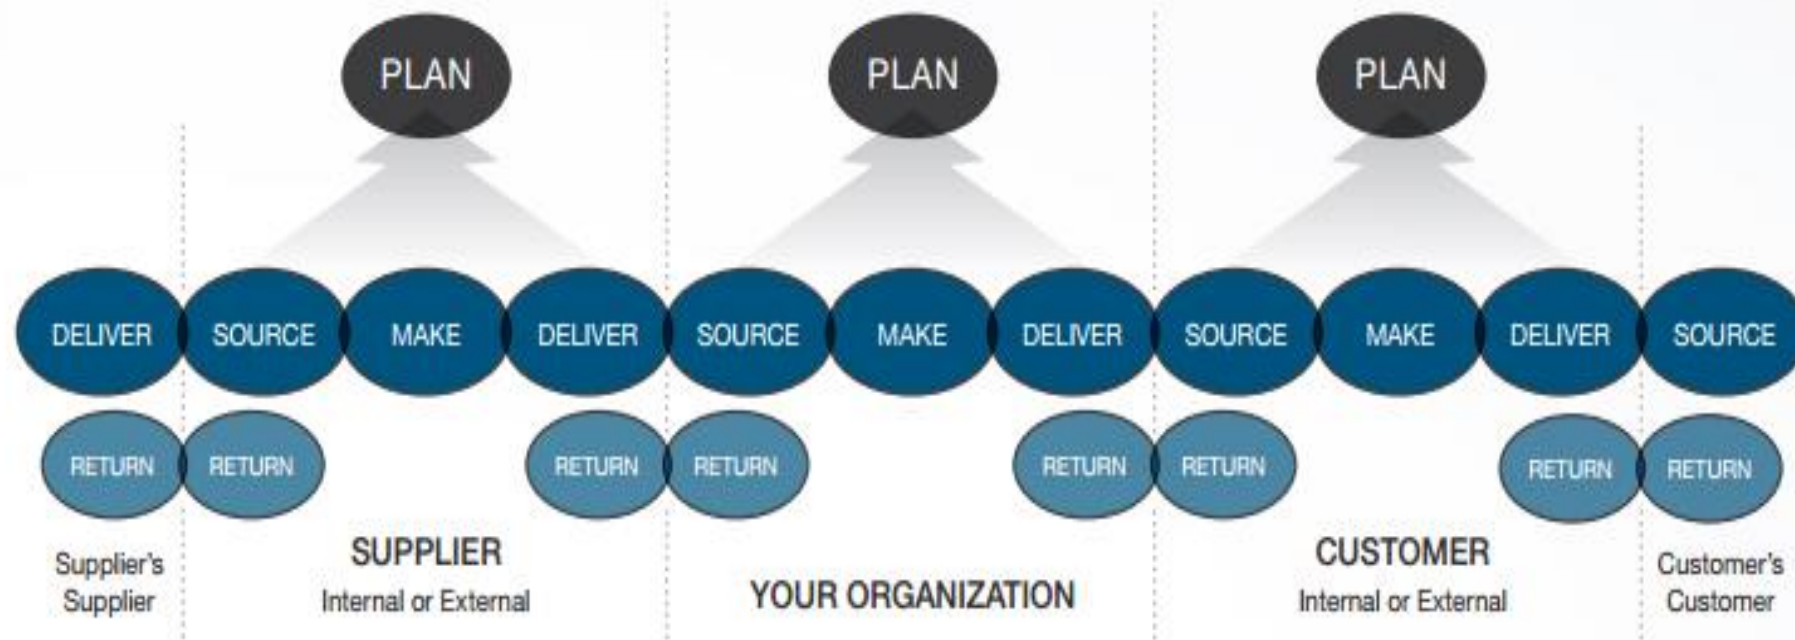 PLAN
PLAN
PLAN
DELIVER SOURCE MAKE DELIVER SOURCE MAKE DELIVER SOURCE MAKE DELIVER SOURCE
RETURN RETURN RETURN RETURN RETURN RETURN RETURN RETURN
Supplier's
Supplier
SUPPLIER
Internal or External
YOUR ORGANIZATION
CUSTOMER
Internal or External
Customer's
Customer